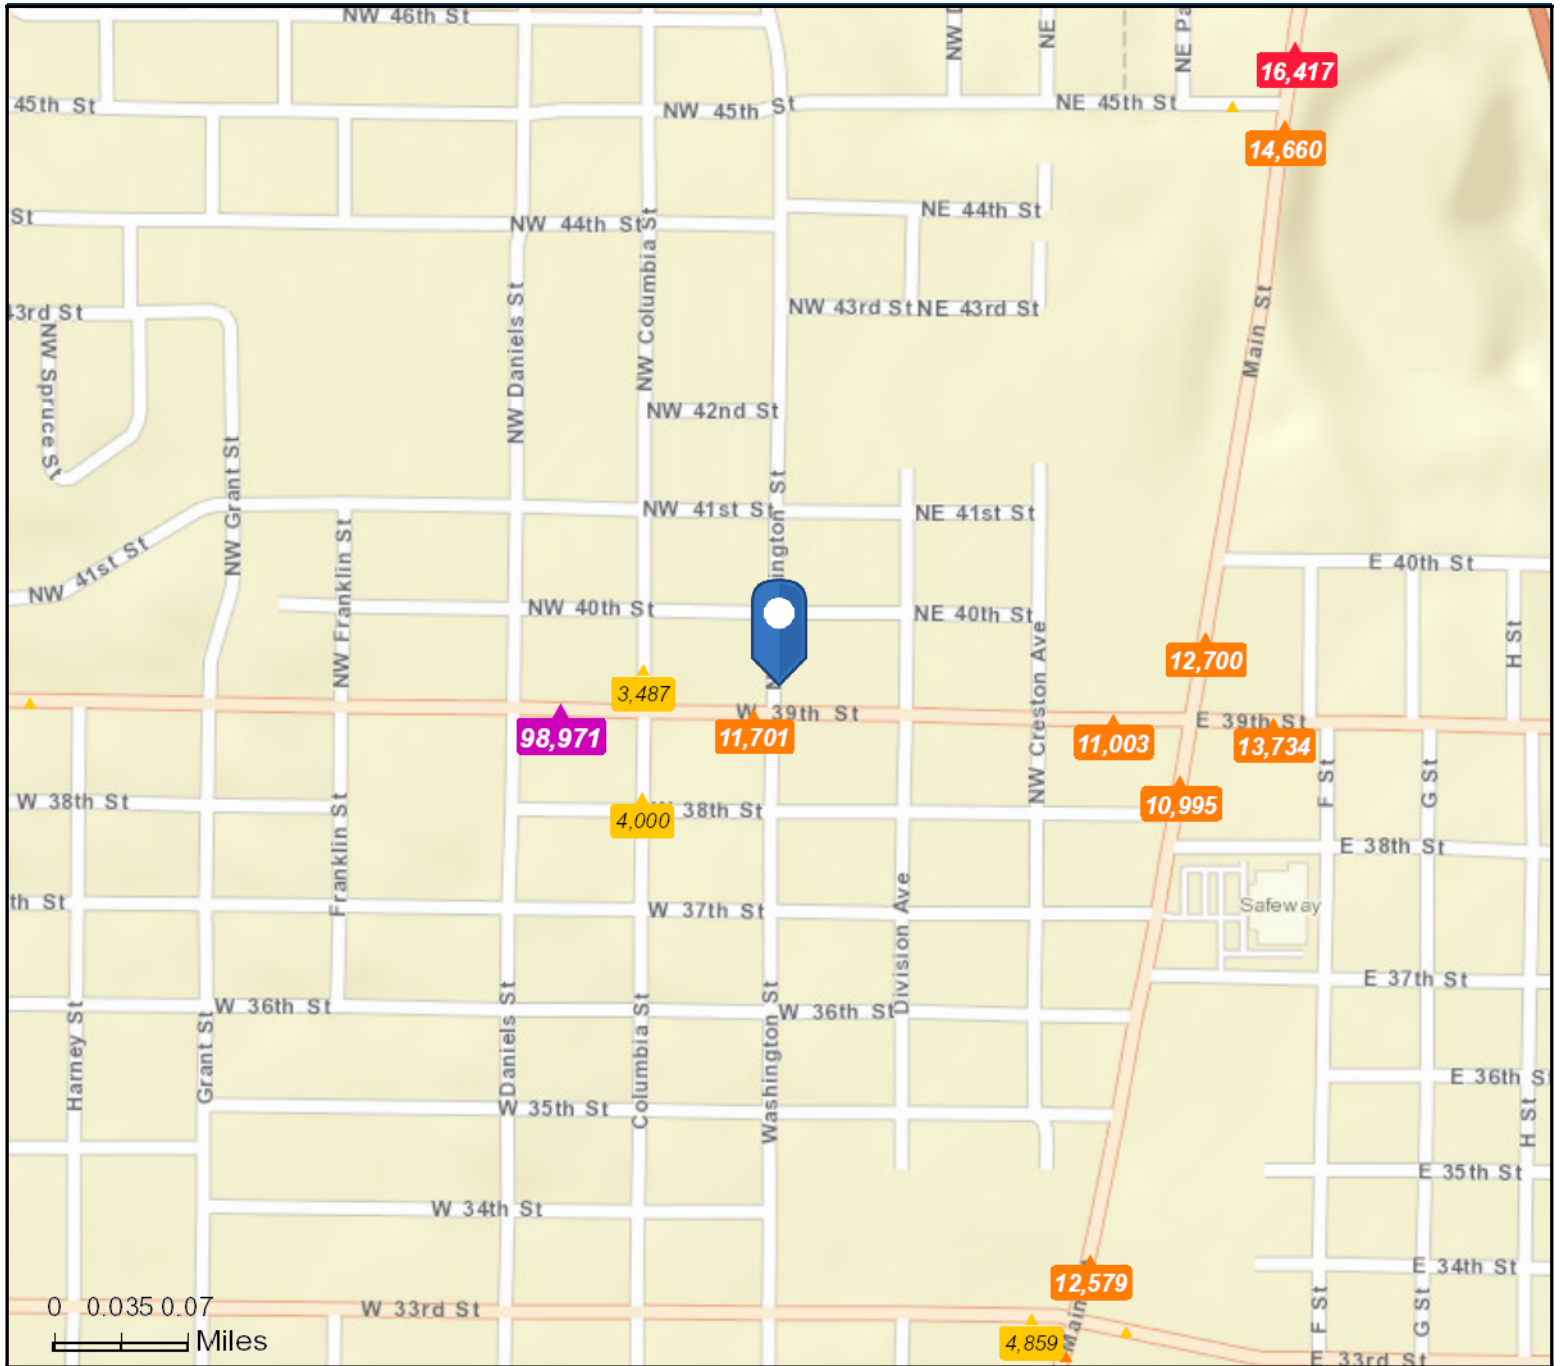 NW 46th St
NW D
NE
NE Pa
16,417
45th St
NW 45th St
NE 45th St
14,660
St
NW 44th St
NE 44th St
43rd St
NW 43rd St
NE 43rd St
Main St
NW Spruce St
NW Daniels St
NW Columbia St
NW 42nd St
NW Grant St
NW 41st St
NE 41st St
NW 41st St
NW Franklin St
ington St
E 40th St
NW 40th St
NE 40th St
NW Creston Ave
H St
12,700
3,487
N
W 39th St
E 39th St
98,971
11,701
11,003
13,734
W 38th St
4,000
W 38th St
10,995
F St
G St
E 38th St
Franklin St
th St
W 37th St
Division Ave
Safeway
E 37th St
W 36th St
W 36th St
Harney St
Grant St
W Daniels St
Columbia St
Washington St
E 36th S
W 35th St
H St
E 35th St
W 34th St
E 34th St
12,579
0 0.035 0.07
Miles
W 33rd St
4,859
Main
F St
G St
E 33rd St